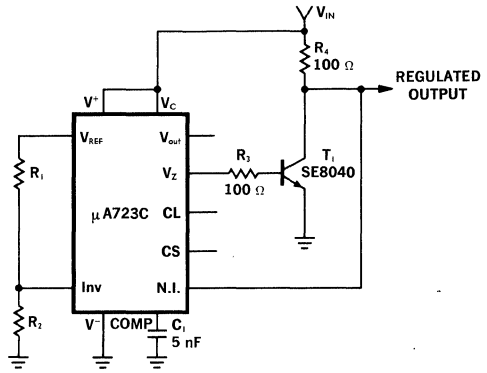 V_IN
R_4
100 Ω
REGULATED
OUTPUT
V⁺
V_C
V_REF
V_out
R_3
T_1
R_1
V_Z
SE8040
100 Ω
μA723C
CL
CS
Inv
N.I.
R_2
V⁻
COMP
C_1
5 nF